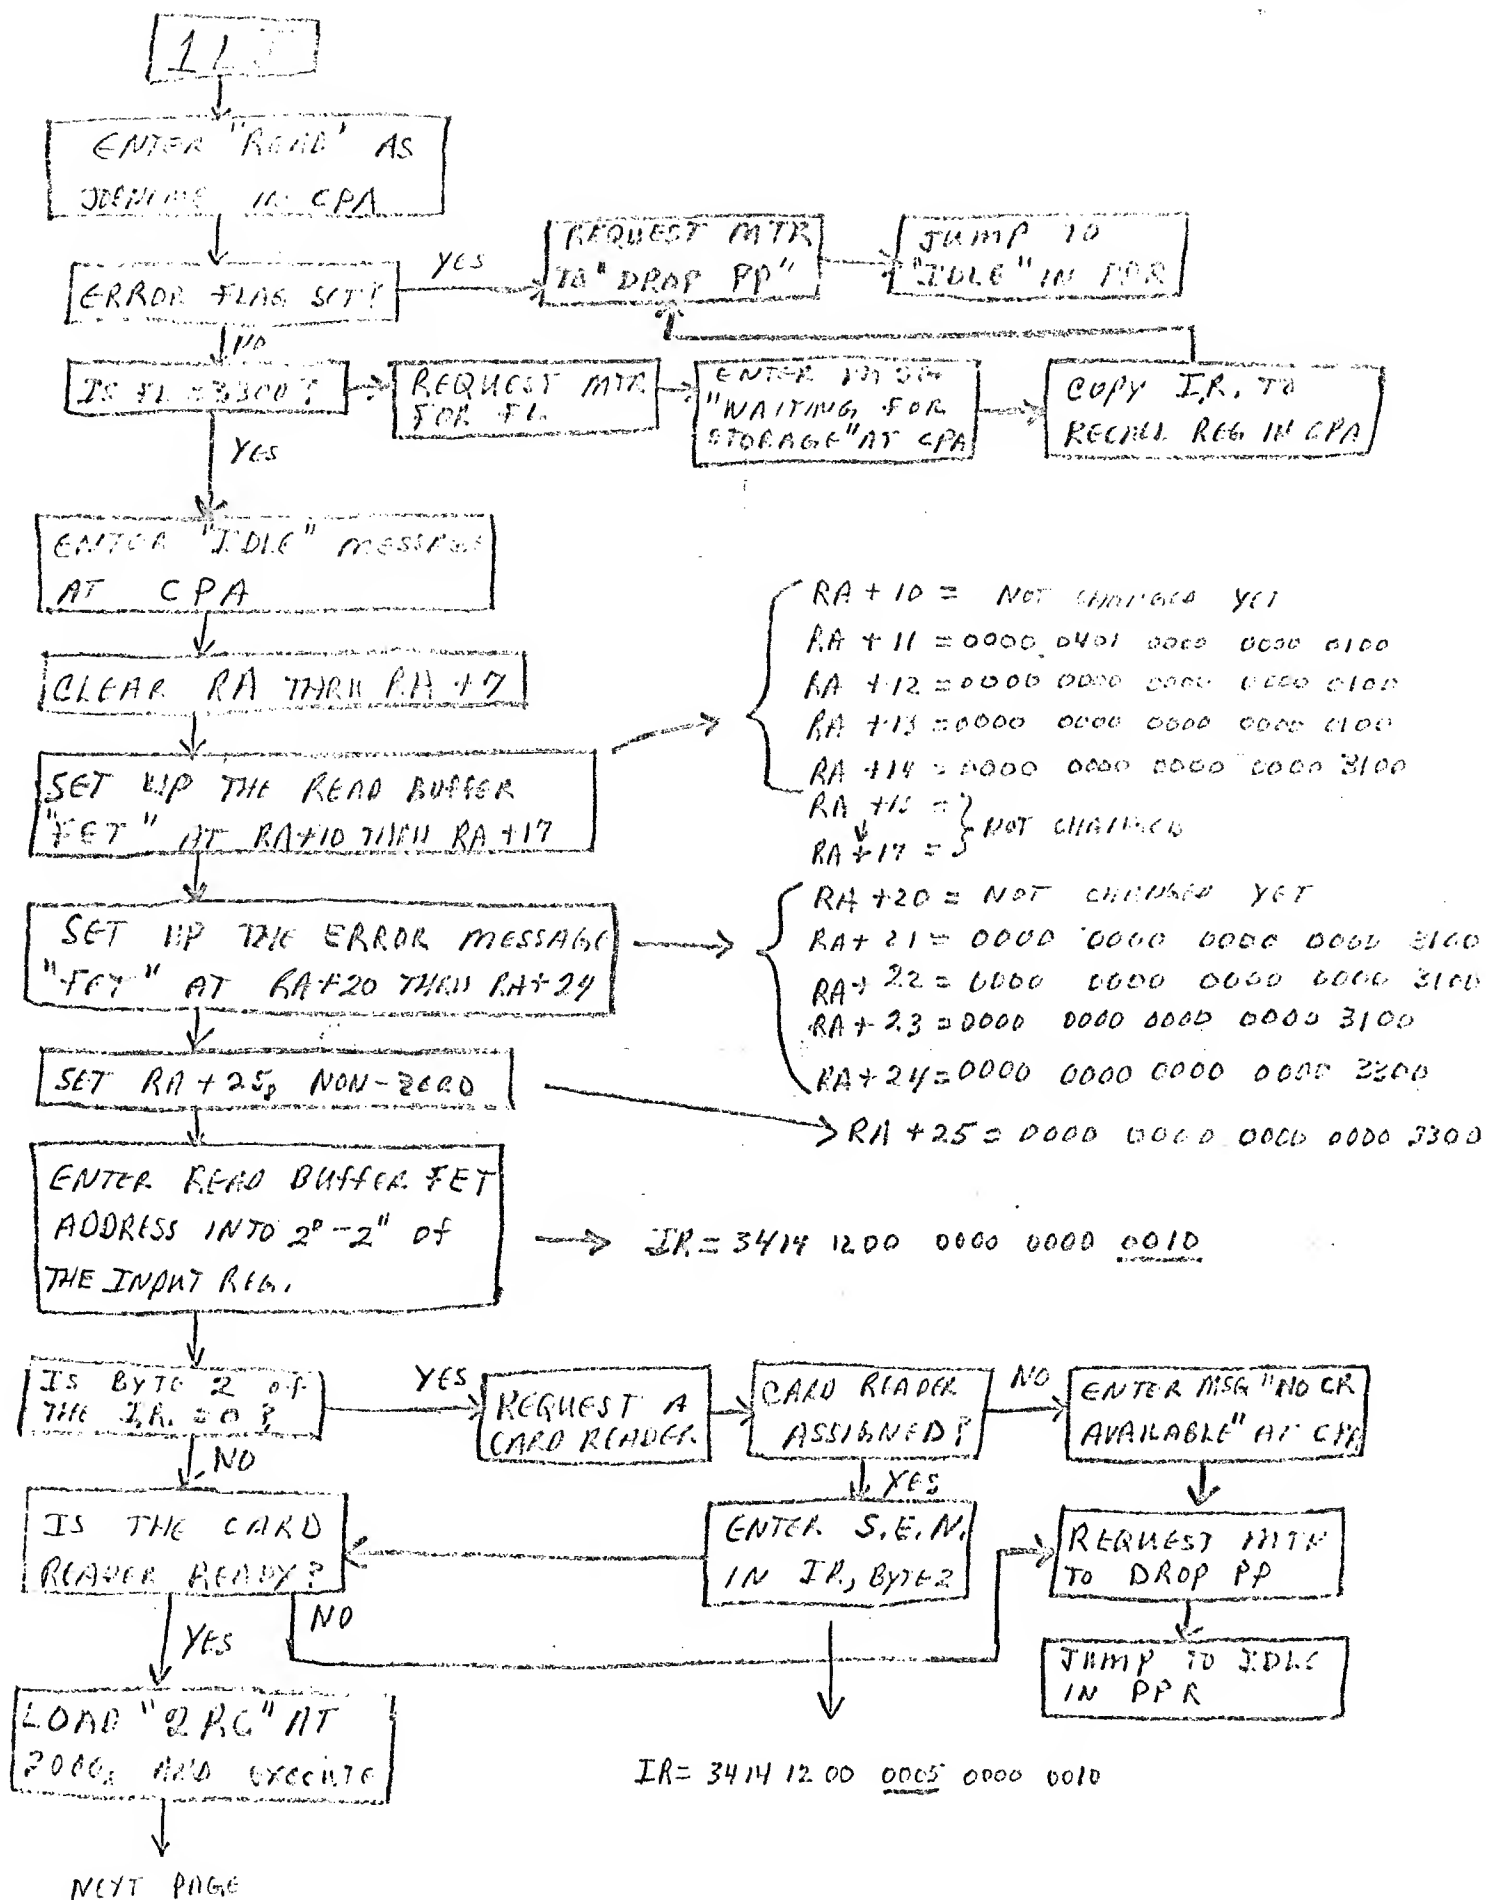 1L
ENTER "READ" AS
IN CPA
ERROR FLAG SET?
YES
REQUEST MTR
TO "DROP PP"
JUMP TO
"IDLE" IN PPR
NO
IS FL = 3300?
REQUEST MTR
FOR FL
ENTER MSG
"WAITING FOR
STORAGE" AT CPA
COPY I.R. TO
RECALL REG IN CPA
YES
ENTER "IDLE" MESSAGE
AT CPA
CLEAR RA THRU RA +7
SET UP THE READ BUFFER
"FET" AT RA+10 THRU RA+17
RA + 10 = NOT CHANGED YET
RA + 11 = 0000 0401 0000 0000 0100
RA +12 = 0000 0000 0000 0000 0100
RA +13 = 0000 0000 0000 0000 0100
RA +14 = 0000 0000 0000 0000 3100
RA +15 =
RA +17 = } NOT CHANGED
SET UP THE ERROR MESSAGE
"FET" AT RA+20 THRU RA+24
RA +20 = NOT CHANGED YET
RA+ 21 = 0000 0000 0000 0000 3100
RA+ 22 = 0000 0000 0000 0000 3100
RA+ 23 = 0000 0000 0000 0000 3100
RA+ 24 = 0000 0000 0000 0000 3300
SET RA + 25₈ NON-ZERO
RA +25 = 0000 0000 0000 0000 3300
ENTER READ BUFFER FET
ADDRESS INTO 2⁰-2¹¹ OF
THE INPUT REG.
IR = 3414 1200 0000 0000 0010
IS BYTE 2 OF
THE I.R. = 0 ?
YES
REQUEST A
CARD READER
CARD READER
ASSIGNED?
NO
ENTER MSG "NO CR
AVAILABLE" AT CPA
NO
YES
IS THE CARD
READER READY?
ENTER S.E.N.
IN IR, BYTE 2
REQUEST MTR
TO DROP PP
YES
NO
JUMP TO IDLE
IN PPR
LOAD "2RC" AT
2000₈ AND EXECUTE
IR = 3414 1200 0005 0000 0010
NEXT PAGE